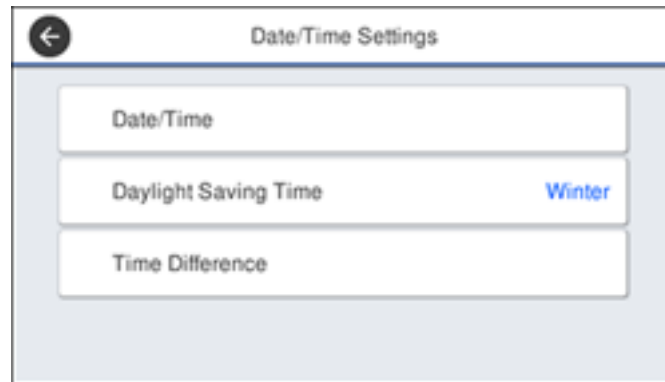 Date/Time Settings
Date/Time
Daylight Saving Time Winter
Time Difference